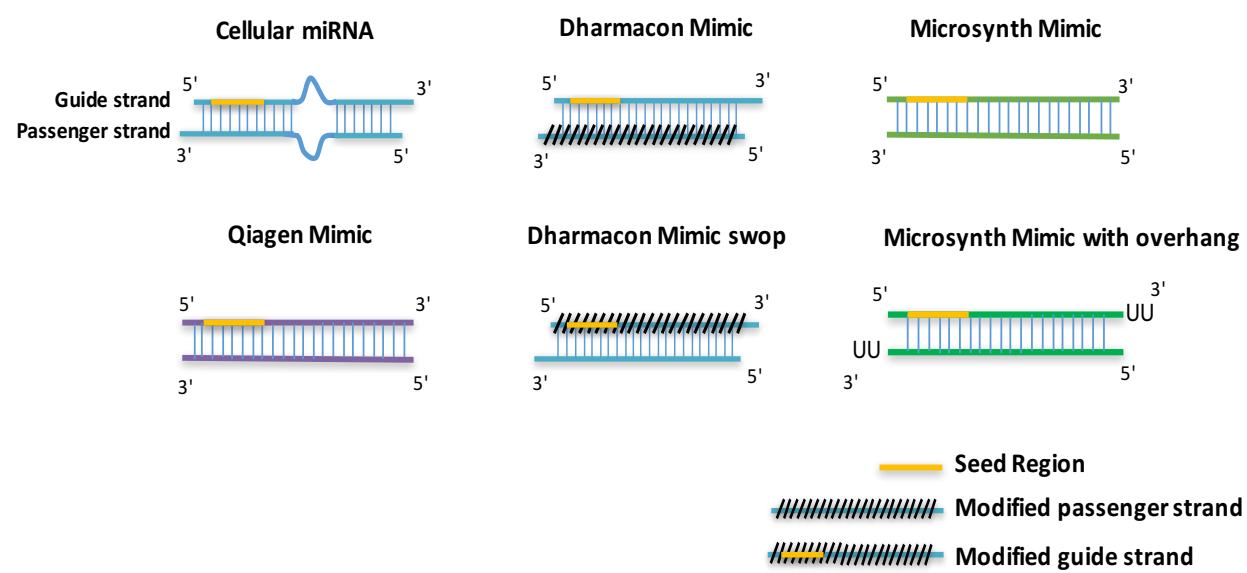 Cellular miRNA
Dharmacon Mimic
Microsynth Mimic
5'
3'
5'
3'
5'
3'
Guide strand
Passenger strand
3'
5'
3'
5'
3'
5'
Qiagen Mimic
Dharmacon Mimic swop
Microsynth Mimic with overhang
5'
3'
5'
3'
5'
3'
UU
UU
3'
5'
3'
5'
3'
5'
Seed Region
Modified passenger strand
Modified guide strand